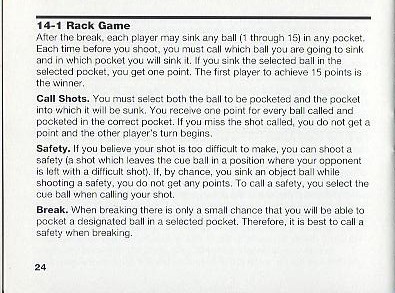 14-1 Rack Game
After the break, each player may sink any ball (1 through 15) in any pocket.
Each time before you shoot, you must call which ball you are going to sink
and in which pocket you will sink it. If you sink the selected ball in the
selected pocket, you get one point. The first player to achieve 15 points is
the winner.
Call Shots. You must select both the ball to be pocketed and the pocket
into which it will be sunk. You receive one point for every ball called and
pocketed in the correct pocket. If you miss the shot called, you do not get a
point and the other player's turn begins.
Safety. If you believe your shot is too difficult to make, you can shoot a
safety (a shot which leaves the cue ball in a position where your opponent
is left with a difficult shot). If, by chance, you sink an object ball while
shooting a safety, you do not get any points. To call a safety, you select the
cue ball when calling your shot.
Break. When breaking there is only a small chance that you will be able to
pocket a designated ball in a selected pocket. Therefore, it is best to call a
safety when breaking.
24